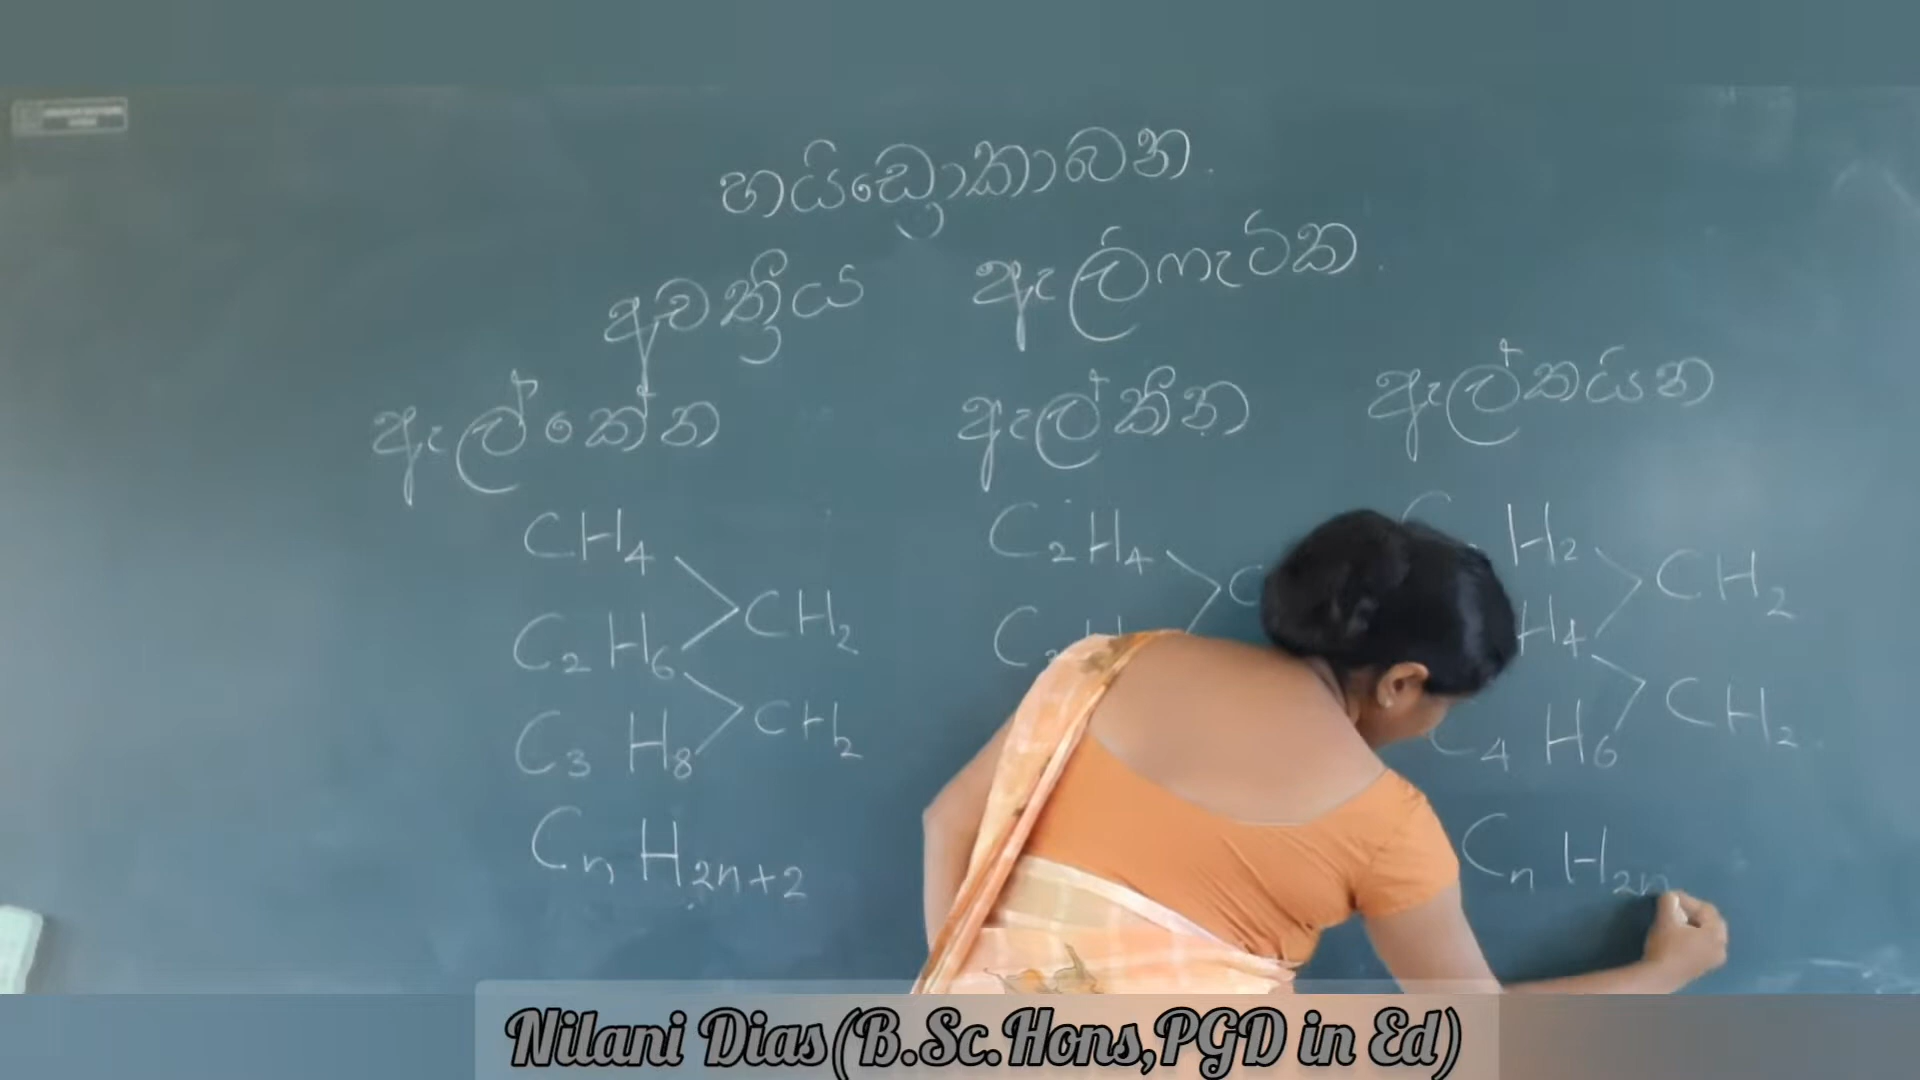 හයිඩ්‍රොකාබන.
අචක්‍රීය ඇල්ෆැටික.
ඇල්කේන ඇල්කීන ඇල්කයින
CH₄ C₂H₄ H₂
CH₂ CH₂
C₂H₆ C H₄
CH₂ CH₂
C₃H₈ C₄H₆
CₙH₂ₙ₊₂ CₙH₂ₙ
Nilani Dias(B.Sc.Hons,PGD in Ed)